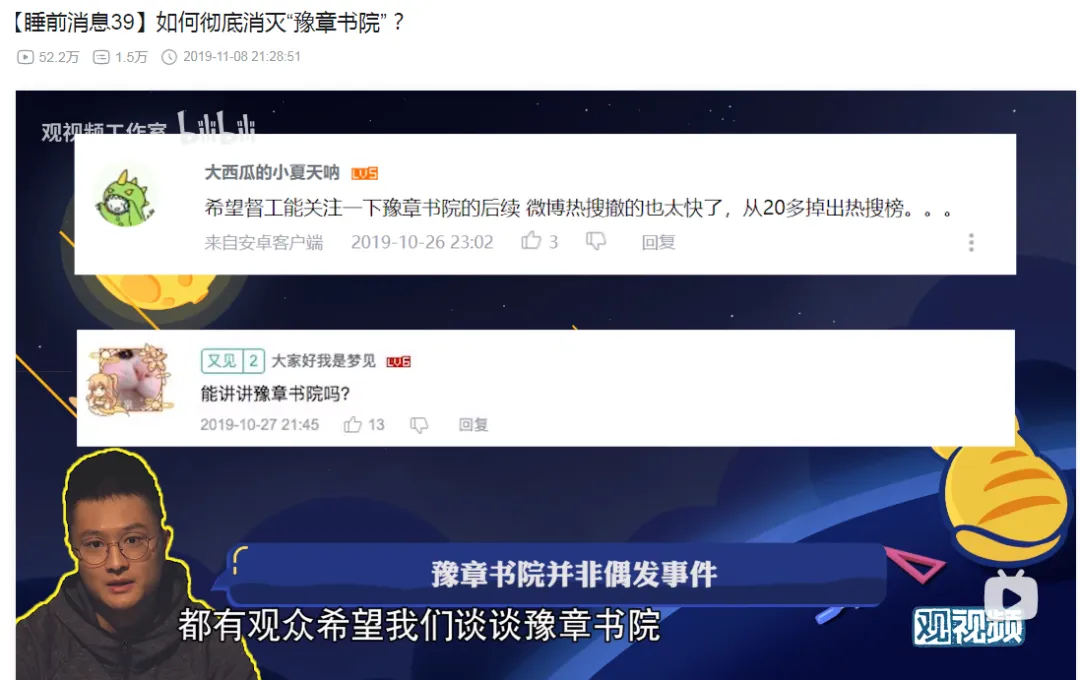 【睡前消息39】如何彻底消灭“豫章书院”？
52.2万 1.5万 2019-11-08 21:28:51
观视频工作室 bilibili
大西瓜的小夏天呐 LV5
希望督工能关注一下豫章书院的后续 微博热搜撤的也太快了，从20多掉出热搜榜。。。
来自安卓客户端 2019-10-26 23:02 3 回复
又见 2 大家好我是梦见 LV6
能讲讲豫章书院吗?
2019-10-27 21:45 13 回复
豫章书院并非偶发事件
都有观众希望我们谈谈豫章书院
观视频